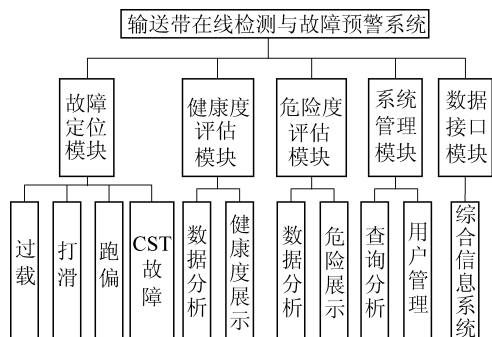 输送带在线检测与故障预警系统
故障
定位
模块
健康度
评估
模块
危险度
评估
模块
系统
管理
模块
数据
接口
模块
过载
打滑
跑偏
CST
故障
数据分析
健康度展示
数据分析
危险展示
查询分析
用户管理
综合信息系统